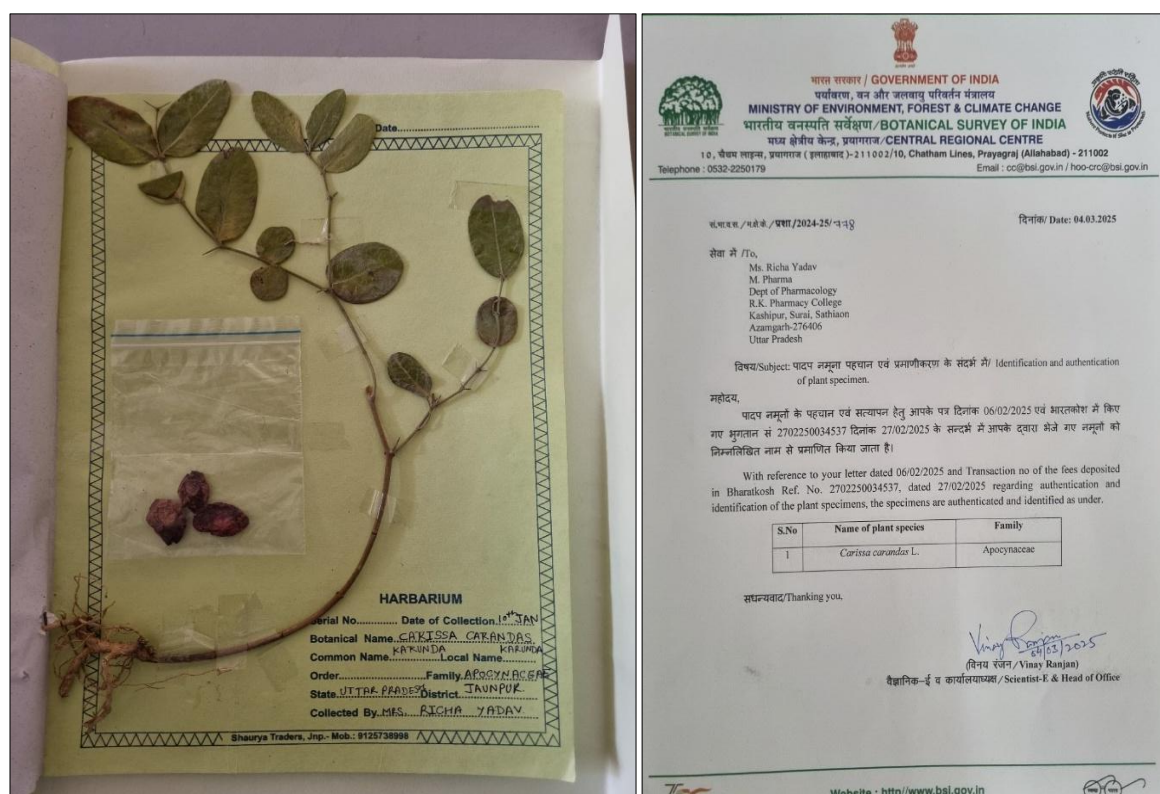 Date
HARBARIUM
Serial No. Date of Collection 10th JAN
Botanical Name CARISSA CARANDAS
Common Name KARUNDA Local Name KARUNDA
Order Family APOCYNACEAE
State UTTAR PRADESH District JAUNPUR
Collected By MRS. RICHA YADAV
Shaurya Traders, Jnp.- Mob.: 9125738998
भारत सरकार / GOVERNMENT OF INDIA
पर्यावरण, वन और जलवायु परिवर्तन मंत्रालय
MINISTRY OF ENVIRONMENT, FOREST & CLIMATE CHANGE
भारतीय वनस्पति सर्वेक्षण/BOTANICAL SURVEY OF INDIA
मध्य क्षेत्रीय केन्द्र, प्रयागराज/CENTRAL REGIONAL CENTRE
10, चैथम लाइन्स, प्रयागराज (इलाहाबाद)-211002/10, Chatham Lines, Prayagraj (Allahabad) - 211002
Telephone : 0532-2250179 Email : cc@bsi.gov.in / hoo-crc@bsi.gov.in
/2024-25/ दिनांक/ Date: 04.03.2025
सेवा में /To,
Ms. Richa Yadav
M. Pharma
Dept of Pharmacology
R.K. Pharmacy College
Kashipur, Surai, Sathiaon
Azamgarh-276406
Uttar Pradesh
विषय/Subject: पादप नमूना पहचान एवं प्रमाणीकरण के संदर्भ में/ Identification and authentication
of plant specimen.
महोदय,
पादप नमूनों के पहचान एवं सत्यापन हेतु आपके पत्र दिनांक 06/02/2025 एवं भारतकोश में किए
गए भुगतान सं 2702250034537 दिनांक 27/02/2025 के सन्दर्भ में आपके द्वारा भेजे गए नमूनों को
निम्नलिखित नाम से प्रमाणित किया जाता है।
With reference to your letter dated 06/02/2025 and Transaction no of the fees deposited
in Bharatkosh Ref. No. 2702250034537, dated 27/02/2025 regarding authentication and
identification of the plant specimens, the specimens are authenticated and identified as under.
S.No Name of plant species Family
1 Carissa carandas L. Apocynaceae
सधन्यवाद/Thanking you,
Vinay Ranjan
04/03/2025
(विनय रंजन/Vinay Ranjan)
वैज्ञानिक-ई व कार्यालयाध्यक्ष/Scientist-E & Head of Office
Website : http//www.bsi.gov.in